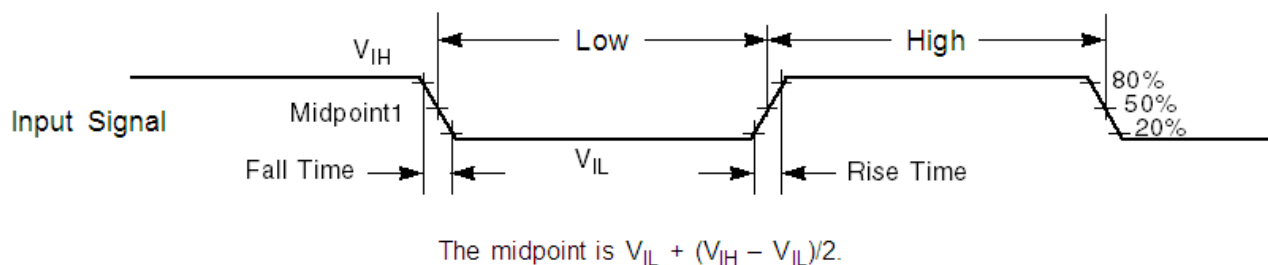 Low
High
V_IH
80%
Midpoint1
50%
Input Signal
20%
Fall Time
V_IL
Rise Time
The midpoint is V_IL + (V_IH – V_IL)/2.